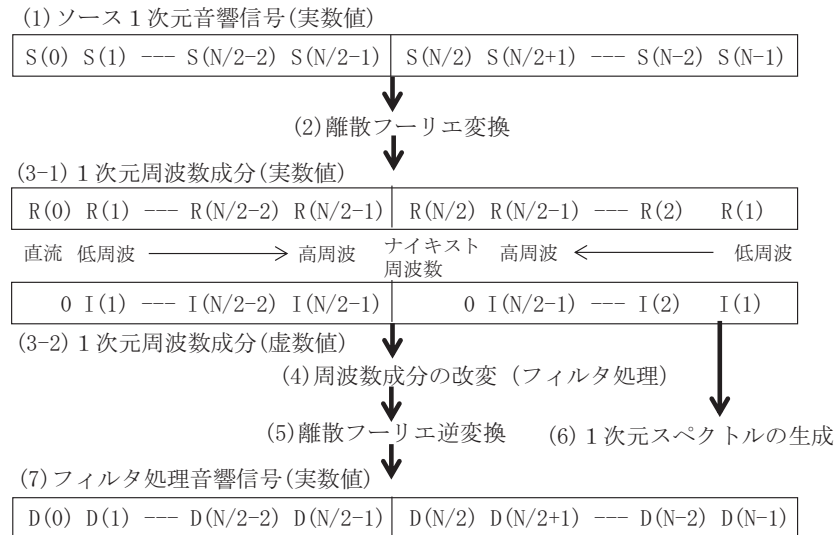 (1)ソース1次元音響信号(実数値)
S(0) S(1) --- S(N/2-2) S(N/2-1) S(N/2) S(N/2+1) --- S(N-2) S(N-1)
(2)離散フーリエ変換
(3-1)1次元周波数成分(実数値)
R(0) R(1) --- R(N/2-2) R(N/2-1) R(N/2) R(N/2-1) --- R(2) R(1)
直流 低周波 高周波 ナイキスト周波数 高周波 低周波
0 I(1) --- I(N/2-2) I(N/2-1) 0 I(N/2-1) --- I(2) I(1)
(3-2)1次元周波数成分(虚数値)
(4)周波数成分の改変(フィルタ処理)
(5)離散フーリエ逆変換 (6)1次元スペクトルの生成
(7)フィルタ処理音響信号(実数値)
D(0) D(1) --- D(N/2-2) D(N/2-1) D(N/2) D(N/2+1) --- D(N-2) D(N-1)